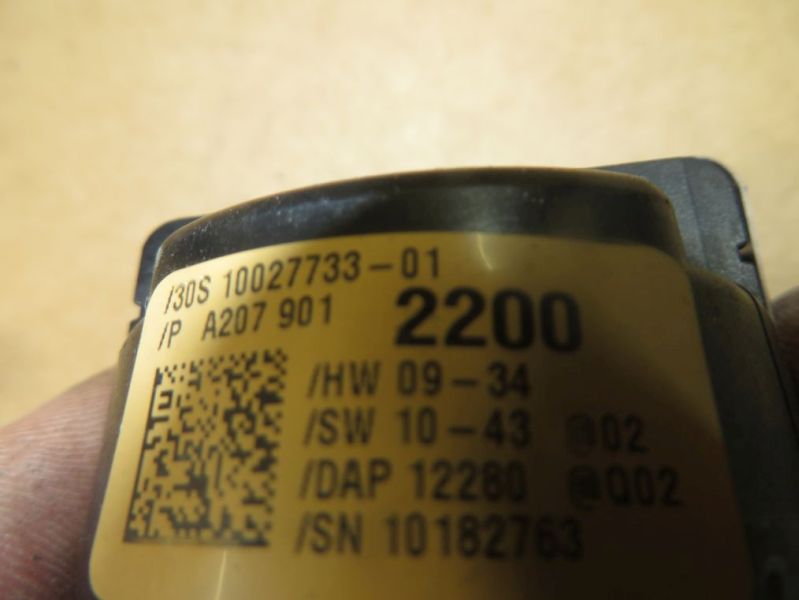 /30S 10027733-01
/P A207 901 2200
/HW 09-34
/SW 10-43 @02
/DAP 12280 @Q02
/SN 10182763